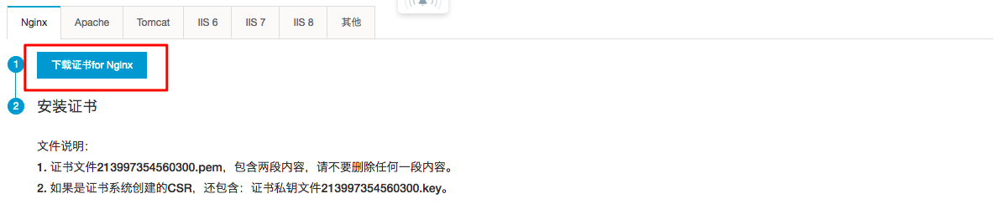 Nginx Apache Tomcat IIS 6 IIS 7 IIS 8 其他
1 下载证书for Nginx
2 安装证书
文件说明：
1. 证书文件213997354560300.pem，包含两段内容，请不要删除任何一段内容。
2. 如果是证书系统创建的CSR，还包含：证书私钥文件213997354560300.key。